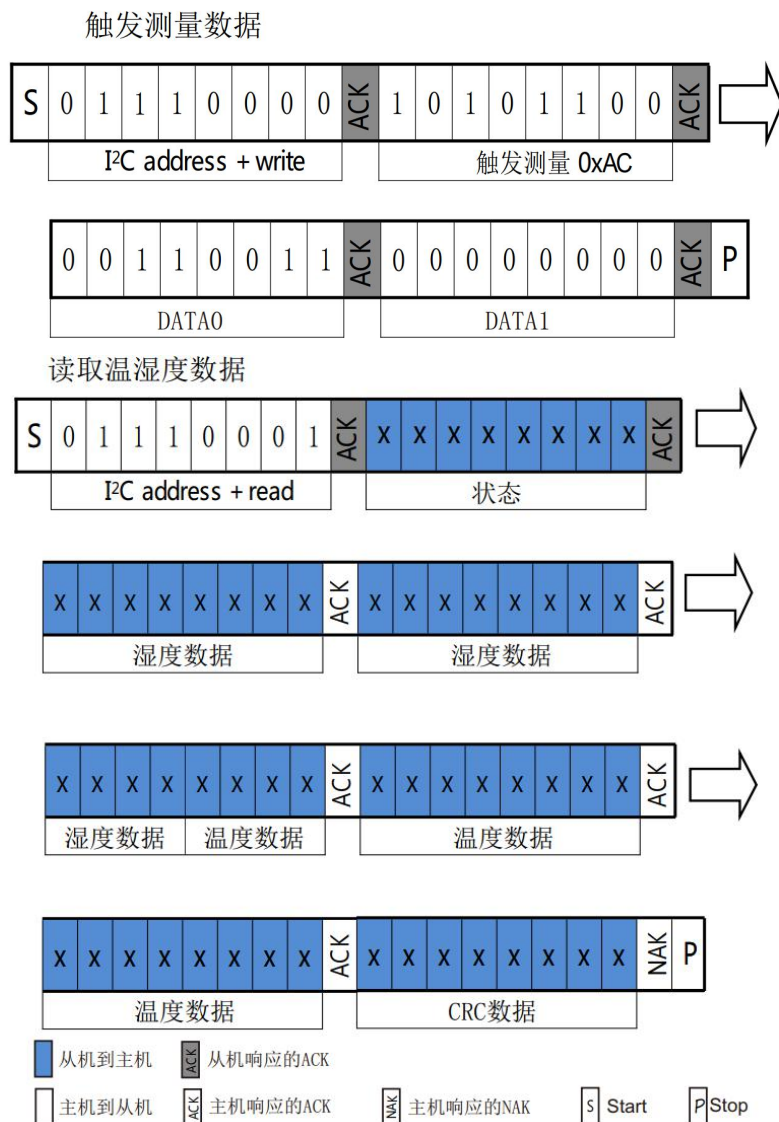 触发测量数据
S 0 1 1 1 0 0 0 0 ACK 1 0 1 0 1 1 0 0 ACK
I²C address + write 触发测量 0xAC
0 0 1 1 0 0 1 1 ACK 0 0 0 0 0 0 0 0 ACK P
DATA0 DATA1
读取温湿度数据
S 0 1 1 1 0 0 0 1 ACK X X X X X X X X ACK
I²C address + read 状态
X X X X X X X X ACK X X X X X X X X ACK
湿度数据 湿度数据
X X X X X X X X ACK X X X X X X X X ACK
湿度数据 温度数据 温度数据
X X X X X X X X ACK X X X X X X X X NAK P
温度数据 CRC数据
从机到主机 ACK 从机响应的ACK
主机到从机 ACK 主机响应的ACK NAK 主机响应的NAK S Start P Stop